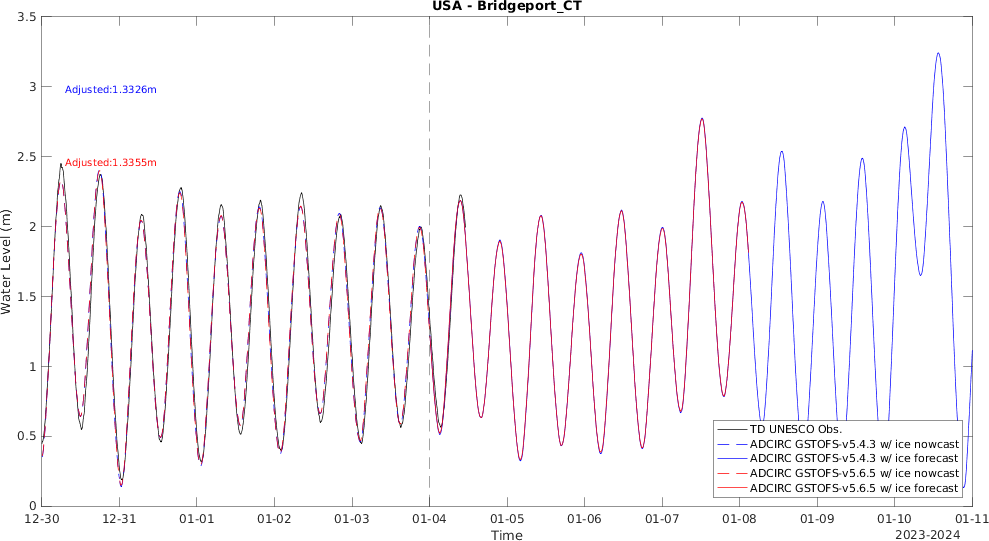 USA - Bridgeport_CT
3.5
3
2.5
2
1.5
1
0.5
0
Water Level (m)
Adjusted:1.3326m
Adjusted:1.3355m
TD UNESCO Obs.
ADCIRC GSTOFS-v5.4.3 w/ ice nowcast
ADCIRC GSTOFS-v5.4.3 w/ ice forecast
ADCIRC GSTOFS-v5.6.5 w/ ice nowcast
ADCIRC GSTOFS-v5.6.5 w/ ice forecast
12-30 12-31 01-01 01-02 01-03 01-04 01-05 01-06 01-07 01-08 01-09 01-10 01-11
Time
2023-2024